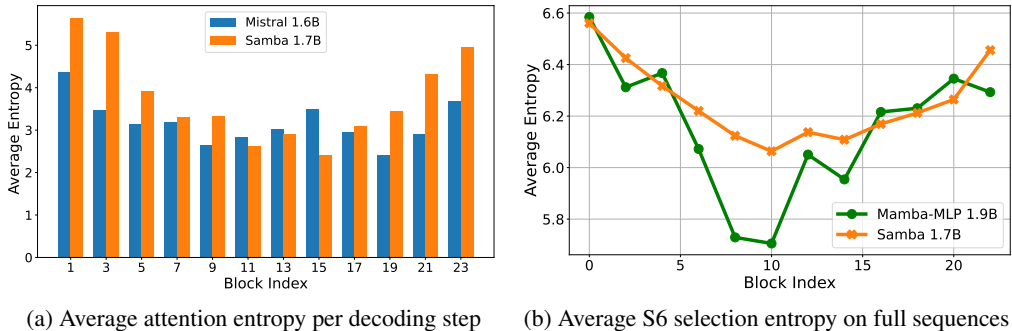 Mistral 1.6B
Samba 1.7B
5
4
3
2
1
0
Average Entropy
1 3 5 7 9 11 13 15 17 19 21 23
Block Index
(a) Average attention entropy per decoding step
6.6
6.4
6.2
6.0
5.8
Average Entropy
Mamba-MLP 1.9B
Samba 1.7B
0 5 10 15 20
Block Index
(b) Average S6 selection entropy on full sequences